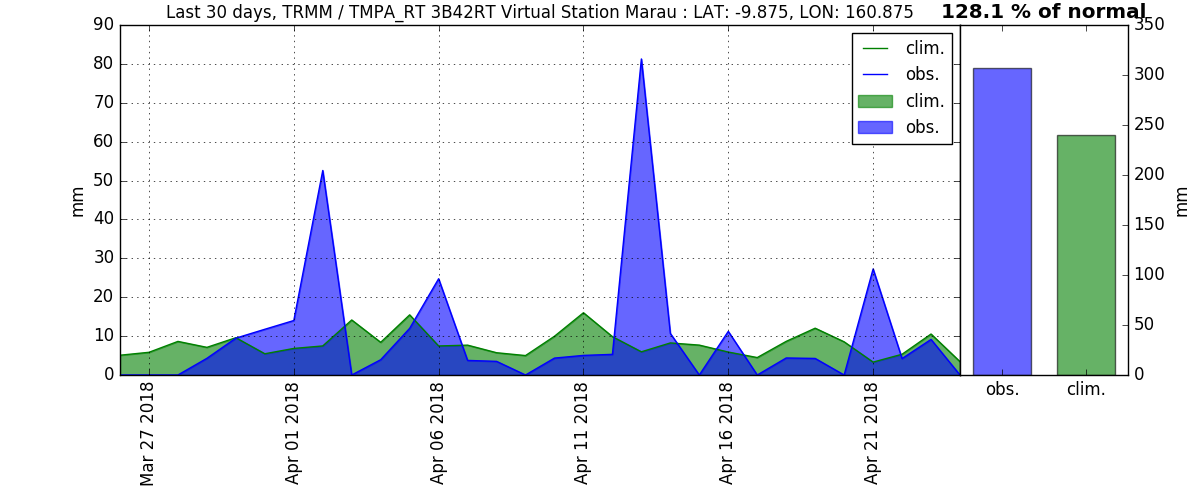 Last 30 days, TRMM / TMPA_RT 3B42RT Virtual Station Marau : LAT: -9.875, LON: 160.875
128.1 % of normal
90
80
70
60
50
40
30
20
10
0
mm
clim.
obs.
clim.
obs.
Mar 27 2018
Apr 01 2018
Apr 06 2018
Apr 11 2018
Apr 16 2018
Apr 21 2018
350
300
250
200
150
100
50
0
mm
obs.
clim.